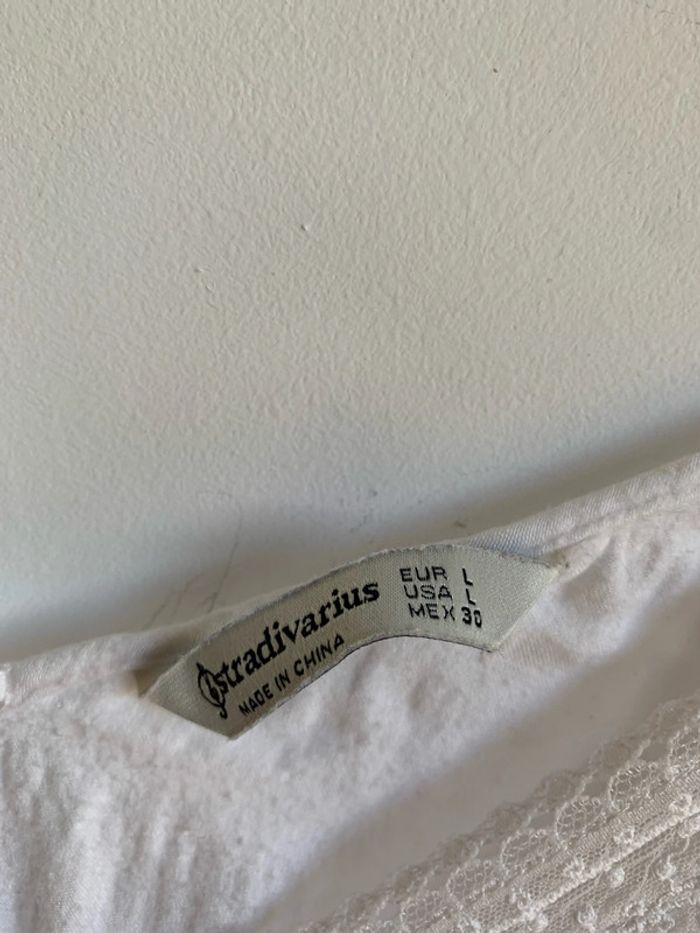 stradivarius
MADE IN CHINA
EUR L
USA L
MEX 30